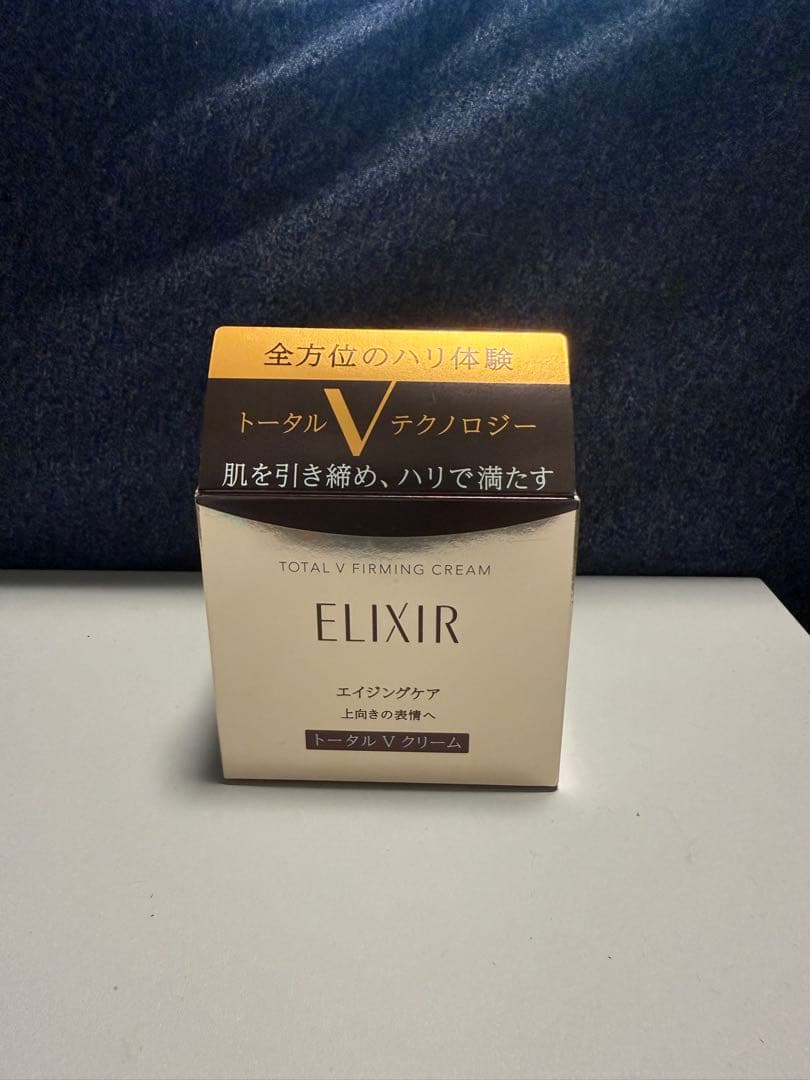 全方位のハリ体験
トータル V テクノロジー
肌を引き締め、ハリで満たす
TOTAL V FIRMING CREAM
ELIXIR
エイジングケア
上向きの表情へ
トータル V クリーム